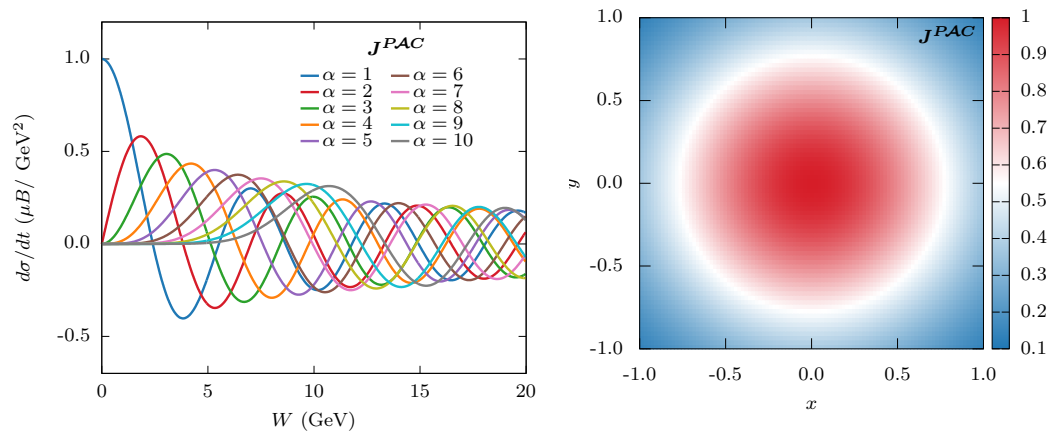 J^{PAC}
α = 1 α = 6
α = 2 α = 7
α = 3 α = 8
α = 4 α = 9
α = 5 α = 10
1.0
0.5
0.0
-0.5
dσ/dt (μB/ GeV²)
0 5 10 15 20
W (GeV)
J^{PAC}
1.0
0.5
0.0
-0.5
-1.0
y
-1.0 -0.5 0.0 0.5 1.0
x
1
0.9
0.8
0.7
0.6
0.5
0.4
0.3
0.2
0.1